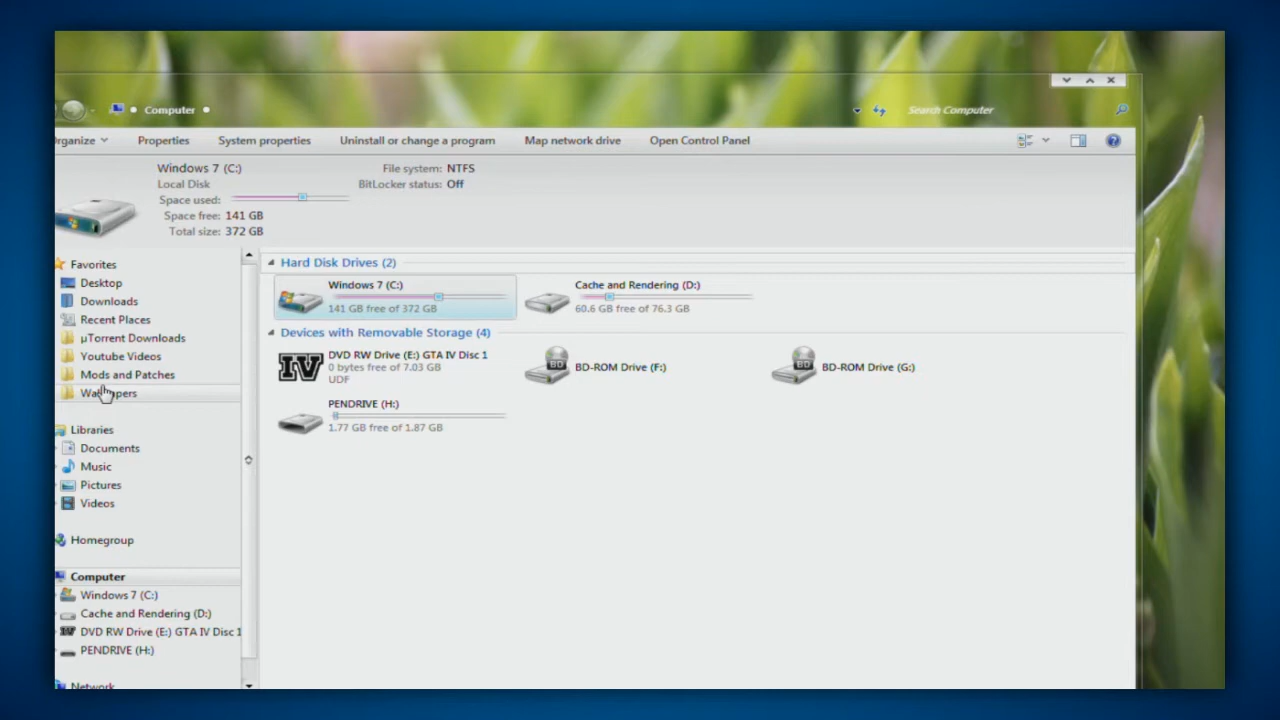 Computer
Search Computer
rganize
Properties
System properties
Uninstall or change a program
Map network drive
Open Control Panel
Windows 7 (C:)
Local Disk
Space used:
Space free: 141 GB
Total size: 372 GB
File system: NTFS
BitLocker status: Off
Favorites
Desktop
Downloads
Recent Places
µTorrent Downloads
Youtube Videos
Mods and Patches
Wallpapers
Libraries
Documents
Music
Pictures
Videos
Homegroup
Computer
Windows 7 (C:)
Cache and Rendering (D:)
DVD RW Drive (E:) GTA IV Disc 1
PENDRIVE (H:)
Network
Hard Disk Drives (2)
Windows 7 (C:)
141 GB free of 372 GB
Cache and Rendering (D:)
60.6 GB free of 76.3 GB
Devices with Removable Storage (4)
IV
DVD RW Drive (E:) GTA IV Disc 1
0 bytes free of 7.03 GB
UDF
BD
BD-ROM Drive (F:)
BD
BD-ROM Drive (G:)
PENDRIVE (H:)
1.77 GB free of 1.87 GB